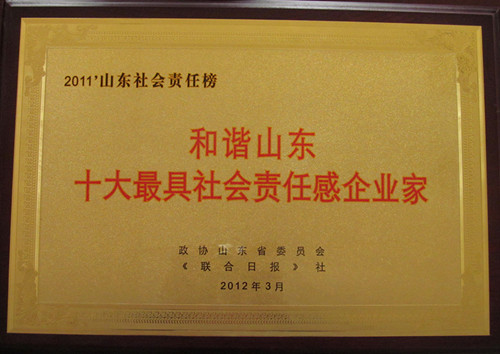 2011'山东社会责任榜
和谐山东
十大最具社会责任感企业家
政协山东省委员会
《联合日报》社
2012年3月